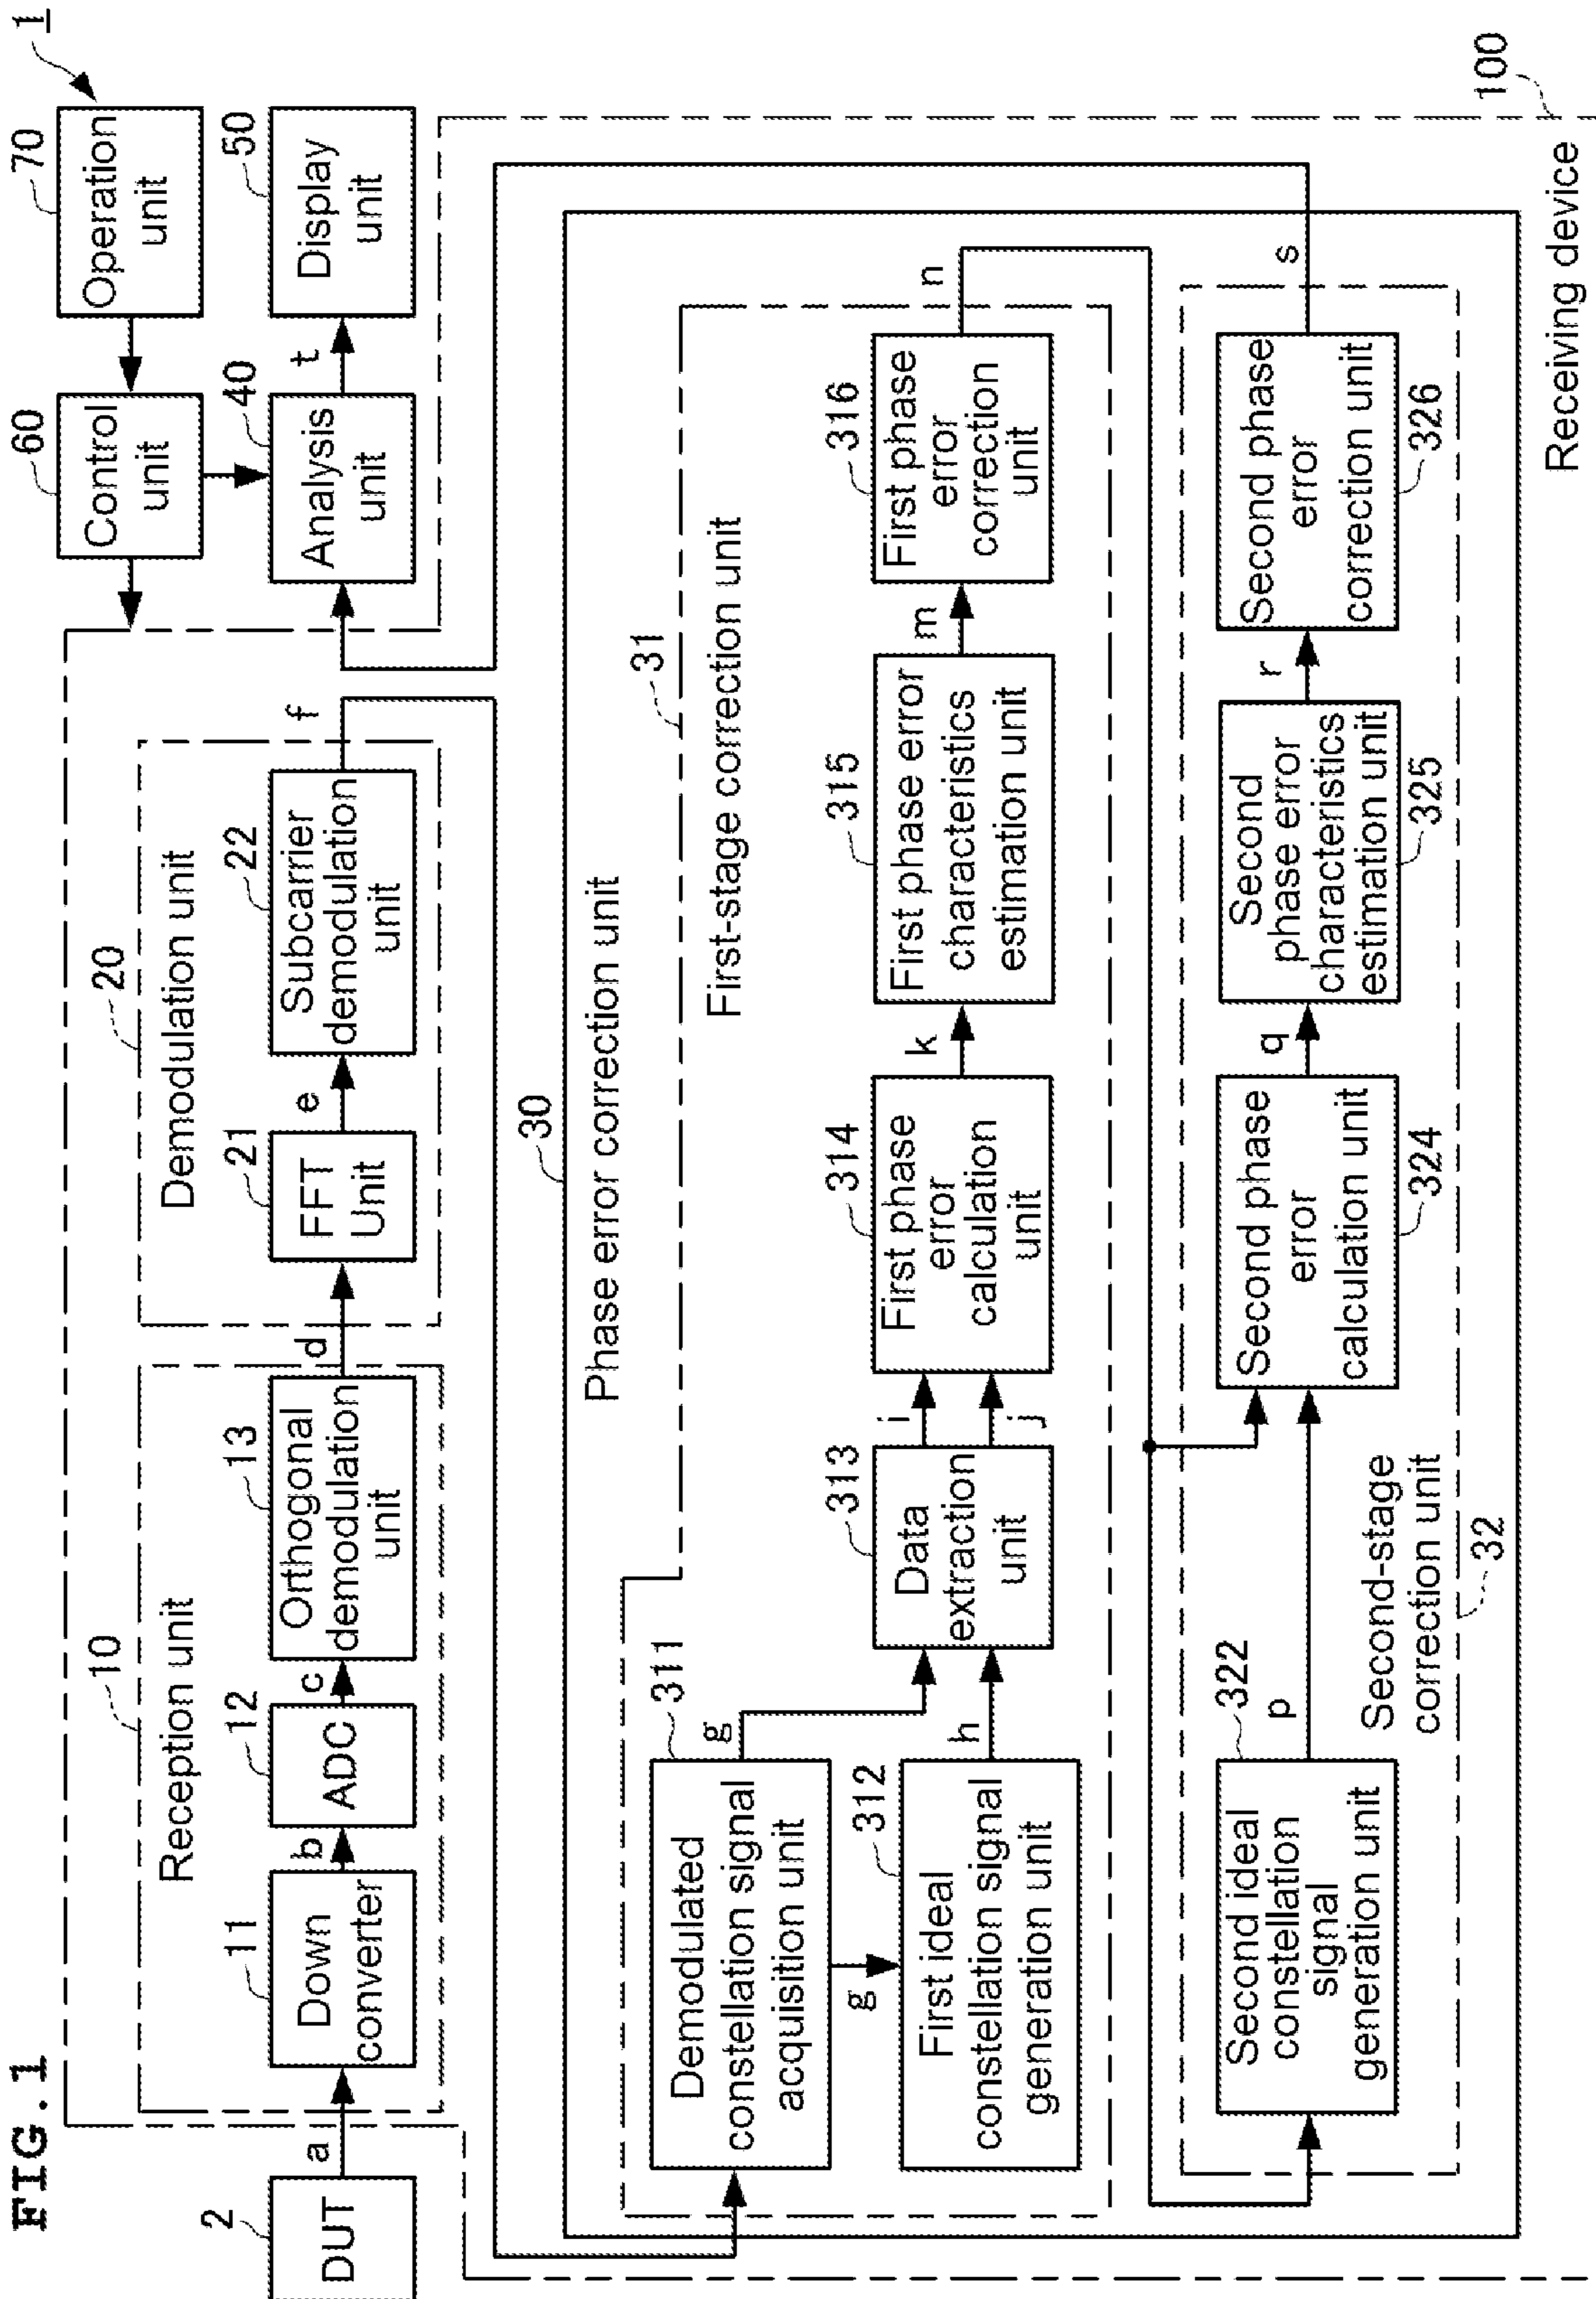 FIG. 1
1
2
DUT
a
10
Reception unit
11
Down
converter
b
12
ADC
c
13
Orthogonal
demodulation
unit
d
20
Demodulation unit
21
FFT
Unit
e
22
Subcarrier
demodulation
unit
f
60
Control
unit
70
Operation
unit
40
Analysis
unit
t
50
Display
unit
30
Phase error correction unit
31
First-stage correction unit
311
Demodulated
constellation signal
acquisition unit
g
g
312
First ideal
constellation signal
generation unit
h
313
Data
extraction
unit
i
j
314
First phase
error
calculation
unit
k
315
First phase error
characteristics
estimation unit
m
316
First phase
error
correction
unit
n
322
Second ideal
constellation
signal
generation unit
p
Second-stage
correction unit
32
Second phase
error
calculation unit
324
q
Second
phase error
characteristics
estimation unit
325
r
Second phase
error
correction unit
326
s
Receiving device
100